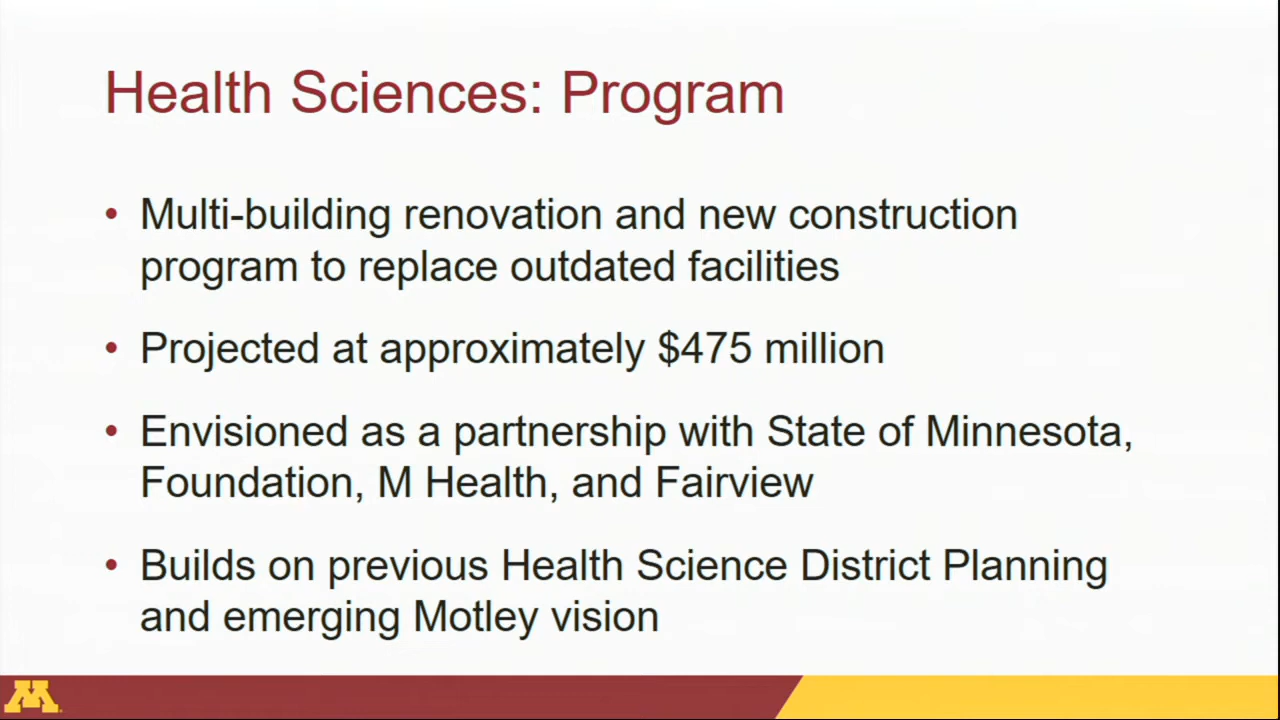 Health Sciences: Program
• Multi-building renovation and new construction
program to replace outdated facilities
• Projected at approximately $475 million
• Envisioned as a partnership with State of Minnesota,
Foundation, M Health, and Fairview
• Builds on previous Health Science District Planning
and emerging Motley vision
M